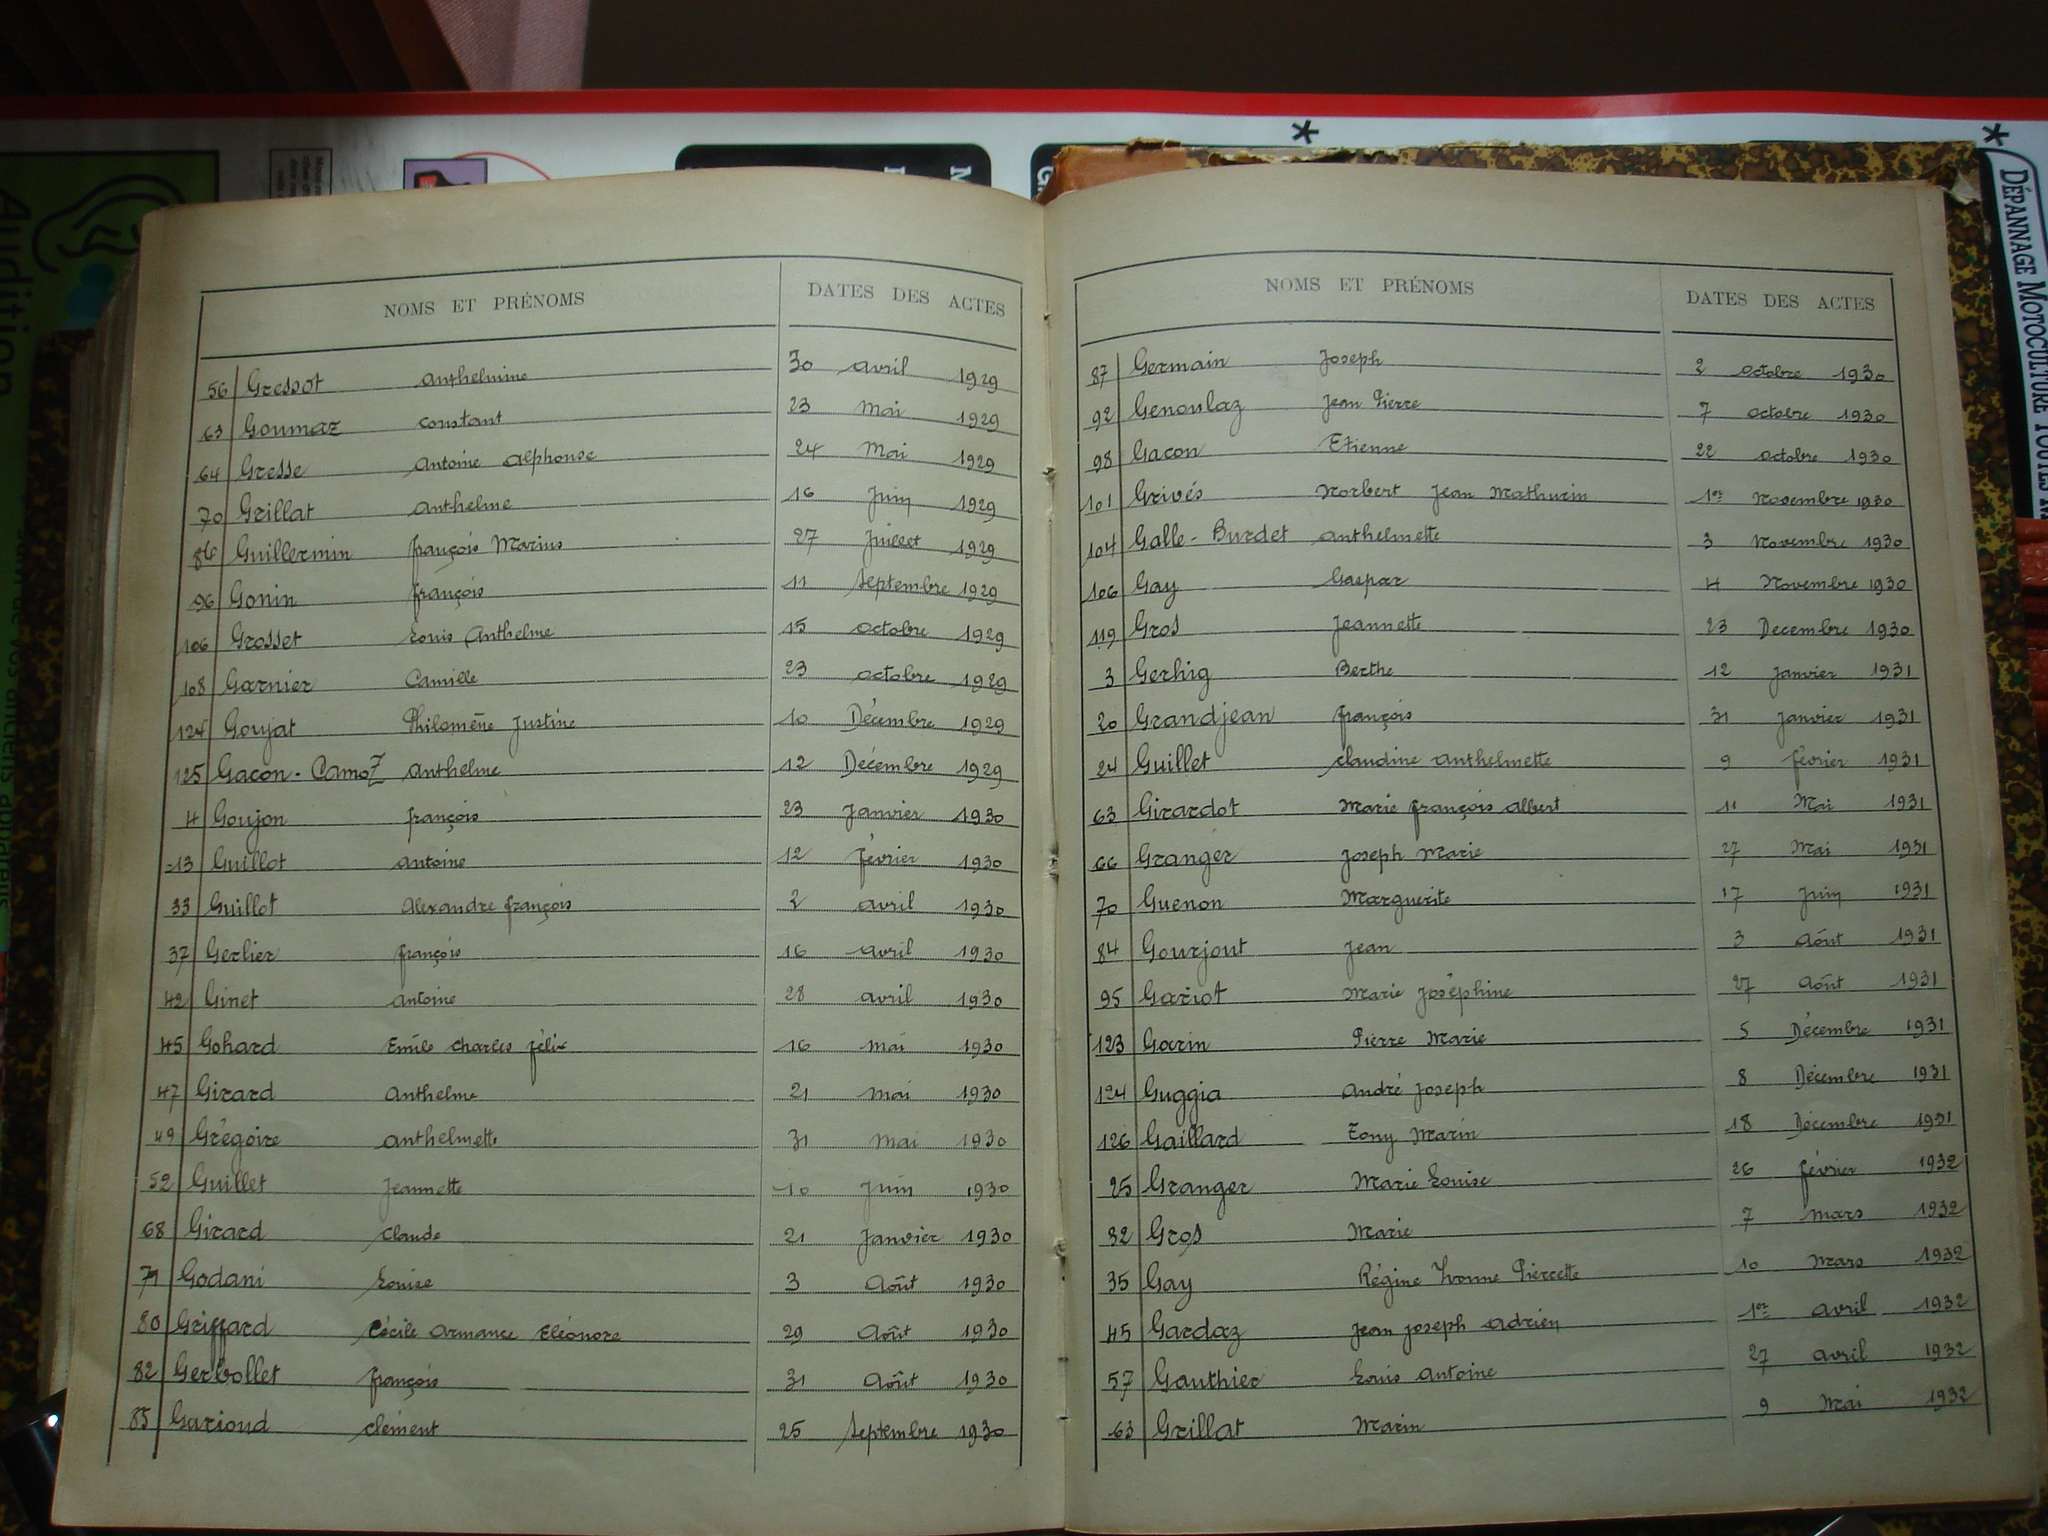 NOMS ET PRÉNOMS DATES DES ACTES
56 Gressot Anthelmine 30 avril 1929
63 Goumaz constant 23 Mai 1929
64 Gresse Antoine Alphonse 24 Mai 1929
70 Grillat Anthelme 16 Juin 1929
86 Guillermin françois Marius 27 Juillet 1929
96 Gonin françois 11 Septembre 1929
106 Grosset Louis Anthelme 15 octobre 1929
108 Garnier Camille 23 octobre 1929
124 Goujat Philomène Justine 10 Décembre 1929
125 Gacon-Camoz Anthelme 12 Décembre 1929
4 Goujon françois 23 Janvier 1930
13 Guillot Antoine 12 février 1930
33 Guillot Alexandre françois 2 avril 1930
37 Gerlier françois 16 avril 1930
42 Ginet Antoine 28 avril 1930
45 Gohard Emile charles félix 16 mai 1930
47 Girard Anthelme 21 mai 1930
49 Grégoire Anthelmette 31 mai 1930
52 Guillet Jeannette 10 Juin 1930
68 Girard claude 21 Janvier 1930
79 Godani Louise 3 Août 1930
80 Griffard Cécile Armance Eléonore 29 Août 1930
82 Gerbollet françois 31 Août 1930
85 Garioud clément 25 Septembre 1930
NOMS ET PRÉNOMS DATES DES ACTES
87 Germain Joseph 2 octobre 1930
92 Genoulaz Jean Pierre 7 octobre 1930
98 Gacon Etienne 22 octobre 1930
101 Grivés Norbert Jean Mathurin 1er Novembre 1930
104 Galle-Burdet Anthelmette 3 Novembre 1930
106 Gay Gaspar 4 Novembre 1930
119 Gros Jeannette 23 Decembre 1930
3 Gerhig Berthe 12 janvier 1931
20 Grandjean françois 31 janvier 1931
24 Guillet claudine Anthelmette 9 février 1931
63 Girardot Marie françois Albert 11 Mai 1931
66 Granger Joseph Marie 27 Mai 1931
70 Guenon Marguerite 17 Juin 1931
84 Gourjout Jean 3 Août 1931
95 Gariot Marie Joséphine 27 Août 1931
123 Garin Pierre Marie 5 Décembre 1931
124 Guggia André Joseph 8 Décembre 1931
126 Gaillard Tony Marin 18 Décembre 1931
25 Granger Marie Louise 26 février 1932
32 Gros Marie 7 mars 1932
35 Gay Régine Yvonne Pierrette 10 Mars 1932
45 Gardaz Jean Joseph Adrien 1er avril 1932
57 Gauthier Louis Antoine 27 avril 1932
63 Grillat Marin 9 Mai 1932
Audition
DÉPANNAGE MOTOCULTURE TOUTES